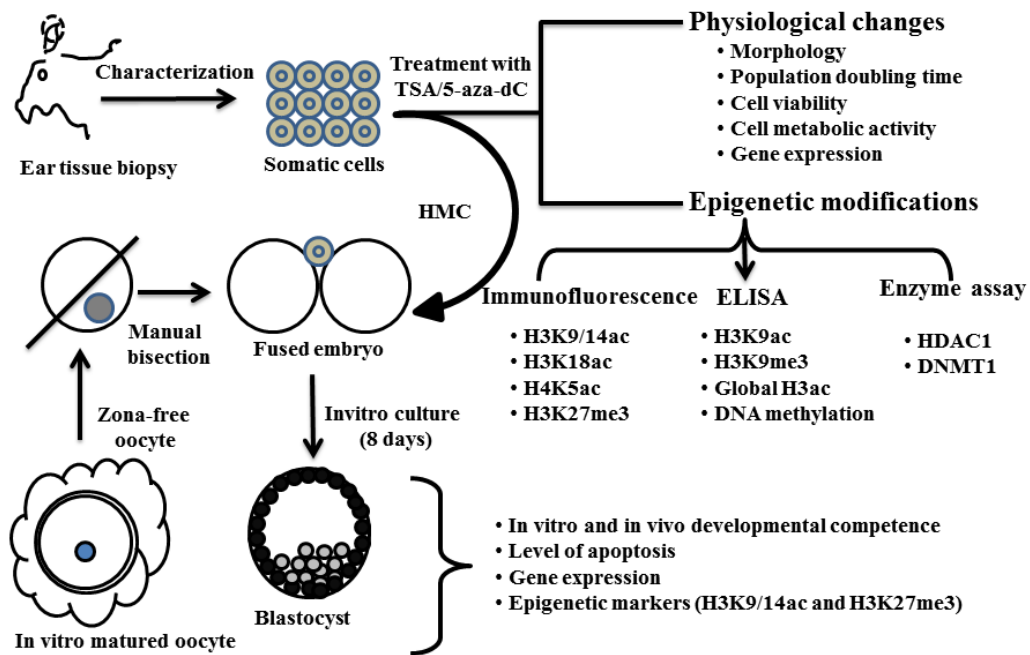 Characterization
Ear tissue biopsy
Somatic cells
Treatment with
TSA/5-aza-dC
Physiological changes
• Morphology
• Population doubling time
• Cell viability
• Cell metabolic activity
• Gene expression
Epigenetic modifications
HMC
Immunofluorescence
• H3K9/14ac
• H3K18ac
• H4K5ac
• H3K27me3
ELISA
• H3K9ac
• H3K9me3
• Global H3ac
• DNA methylation
Enzyme assay
• HDAC1
• DNMT1
Manual
bisection
Fused embryo
Zona-free
oocyte
Invitro culture
(8 days)
In vitro matured oocyte
Blastocyst
• In vitro and in vivo developmental competence
• Level of apoptosis
• Gene expression
• Epigenetic markers (H3K9/14ac and H3K27me3)